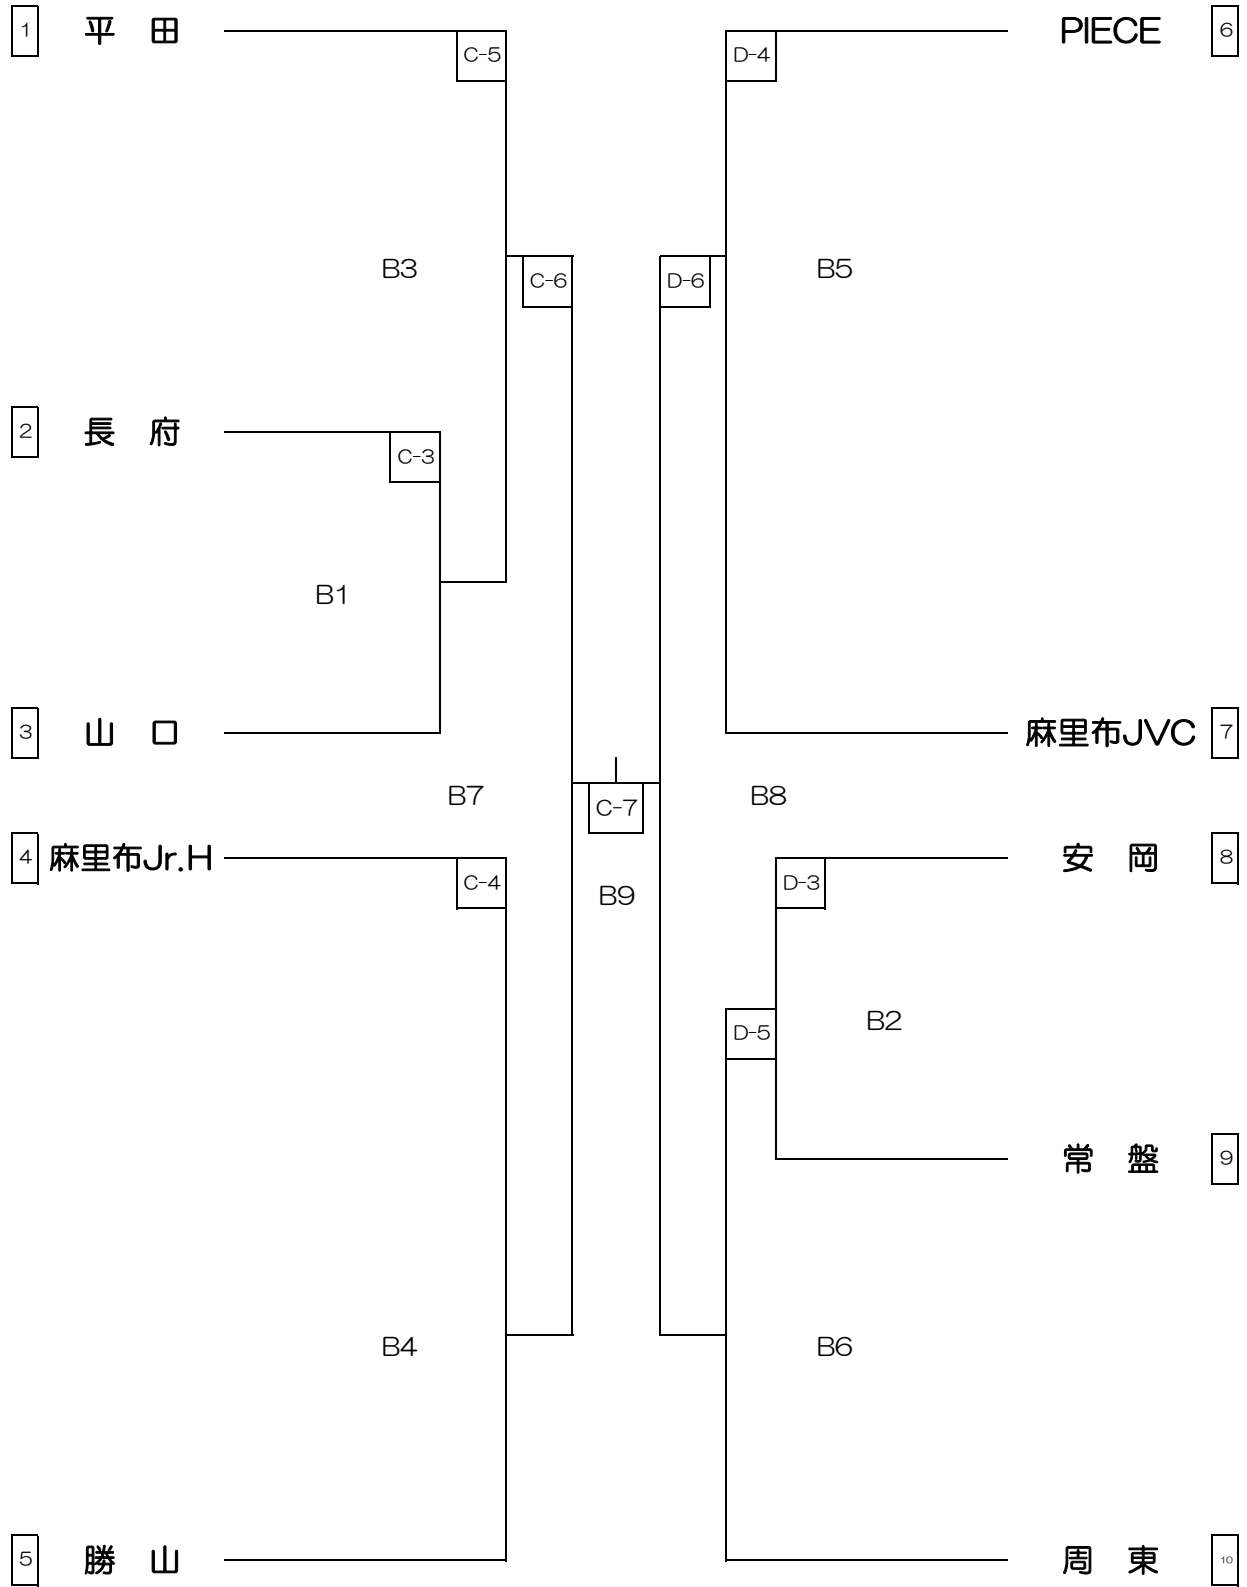 1 平 田
C-5
D-4
PIECE 6
B3
C-6
D-6
B5
2 長 府
C-3
B1
3 山 口
麻里布JVC 7
B7
C-7
B8
4 麻里布Jr.H
C-4
B9
D-3
安 岡 8
D-5
B2
常 盤 9
B4
B6
5 勝 山
周 東 10